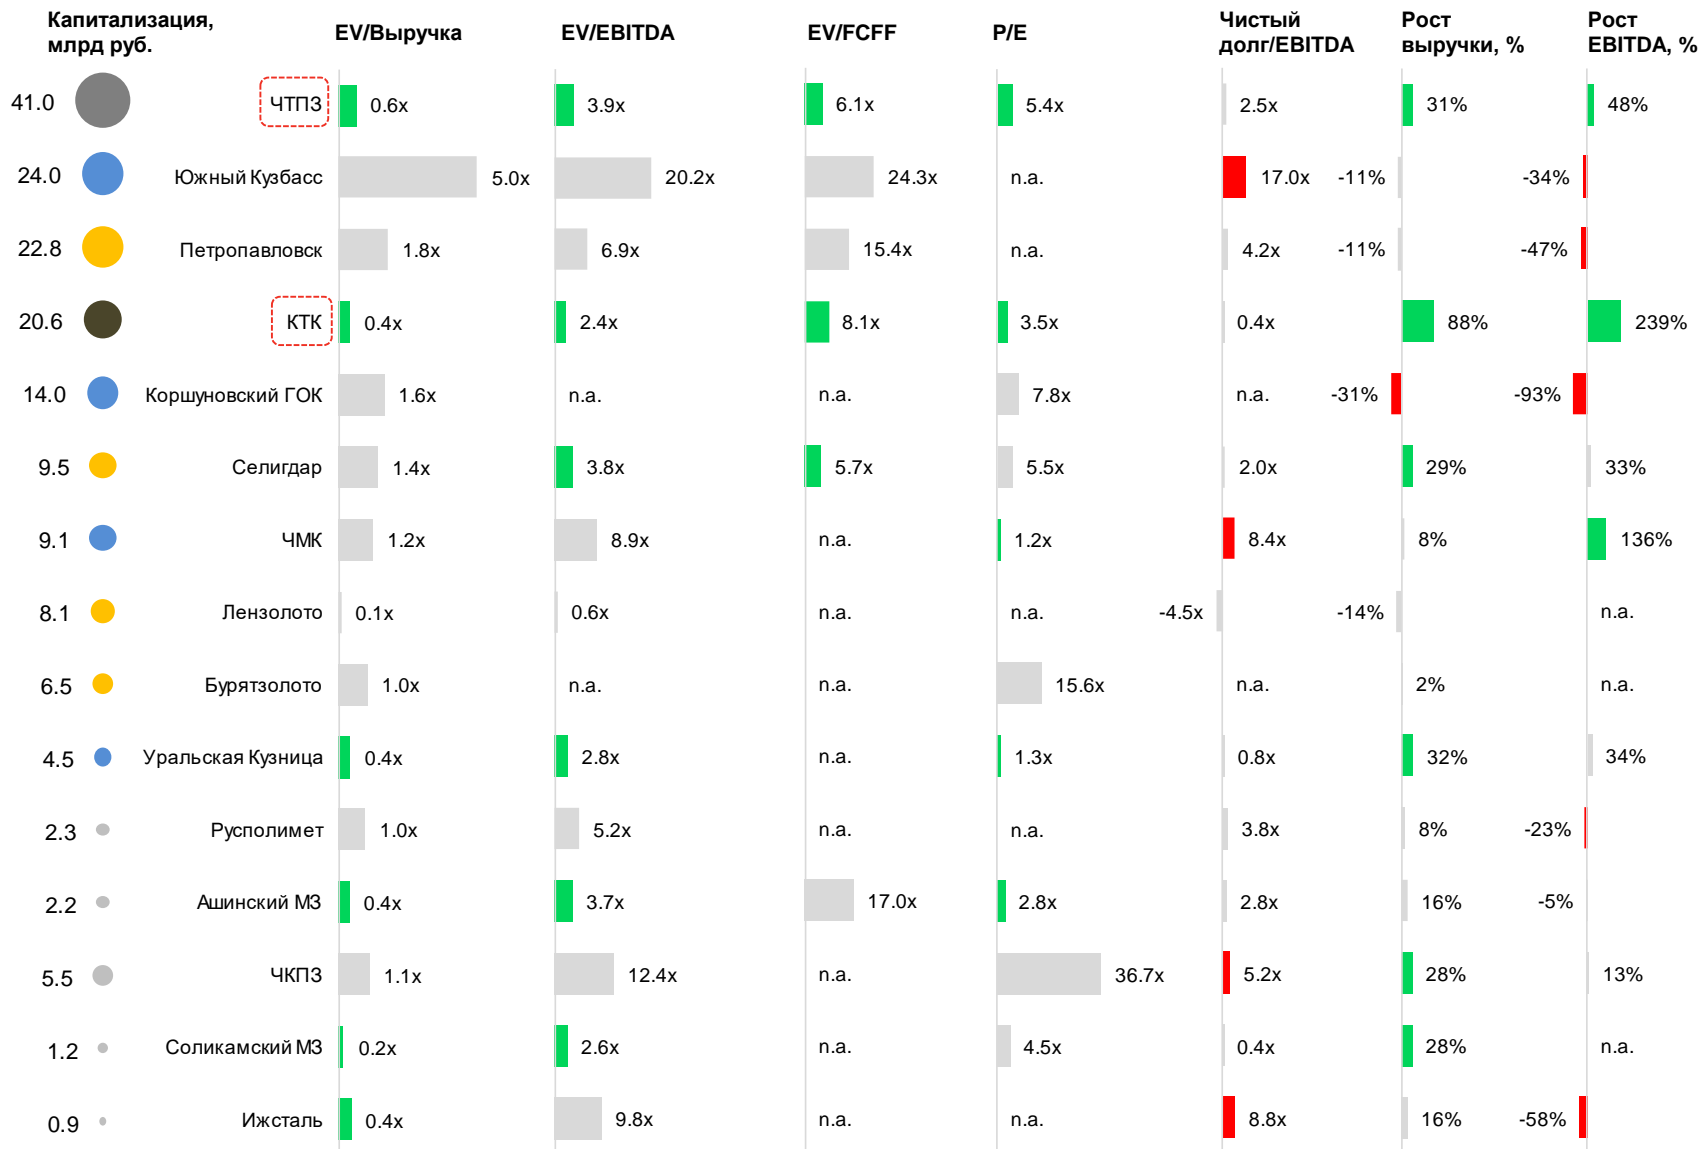 Капитализация, млрд руб. EV/Выручка EV/EBITDA EV/FCFF P/E Чистый долг/EBITDA Рост выручки, % Рост EBITDA, %
41.0 ЧТПЗ 0.6x 3.9x 6.1x 5.4x 2.5x 31% 48%
24.0 Южный Кузбасс 5.0x 20.2x 24.3x n.a. 17.0x -11% -34%
22.8 Петропавловск 1.8x 6.9x 15.4x n.a. 4.2x -11% -47%
20.6 КТК 0.4x 2.4x 8.1x 3.5x 0.4x 88% 239%
14.0 Коршуновский ГОК 1.6x n.a. n.a. 7.8x n.a. -31% -93%
9.5 Селигдар 1.4x 3.8x 5.7x 5.5x 2.0x 29% 33%
9.1 ЧМК 1.2x 8.9x n.a. 1.2x 8.4x 8% 136%
8.1 Лензолото 0.1x 0.6x n.a. n.a. -4.5x -14% n.a.
6.5 Бурятзолото 1.0x n.a. n.a. 15.6x n.a. 2% n.a.
4.5 Уральская Кузница 0.4x 2.8x n.a. 1.3x 0.8x 32% 34%
2.3 Русполимет 1.0x 5.2x n.a. n.a. 3.8x 8% -23%
2.2 Ашинский МЗ 0.4x 3.7x 17.0x 2.8x 2.8x 16% -5%
5.5 ЧКПЗ 1.1x 12.4x n.a. 36.7x 5.2x 28% 13%
1.2 Соликамский МЗ 0.2x 2.6x n.a. 4.5x 0.4x 28% n.a.
0.9 Ижсталь 0.4x 9.8x n.a. n.a. 8.8x 16% -58%